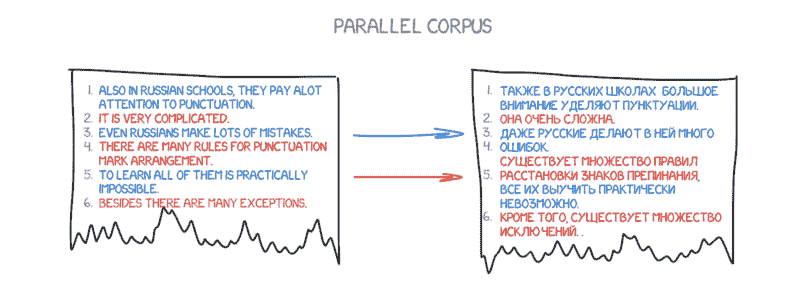 PARALLEL CORPUS
1. ALSO IN RUSSIAN SCHOOLS, THEY PAY ALOT
ATTENTION TO PUNCTUATION.
2. IT IS VERY COMPLICATED.
3. EVEN RUSSIANS MAKE LOTS OF MISTAKES.
4. THERE ARE MANY RULES FOR PUNCTUATION
MARK ARRANGEMENT.
5. TO LEARN ALL OF THEM IS PRACTICALLY
IMPOSSIBLE.
6. BESIDES THERE ARE MANY EXCEPTIONS.
1. ТАКЖЕ В РУССКИХ ШКОЛАХ БОЛЬШОЕ
ВНИМАНИЕ УДЕЛЯЮТ ПУНКТУАЦИИ.
2. ОНА ОЧЕНЬ СЛОЖНА.
3. ДАЖЕ РУССКИЕ ДЕЛАЮТ В НЕЙ МНОГО
4. ОШИБОК.
СУЩЕСТВУЕТ МНОЖЕСТВО ПРАВИЛ
5. РАССТАНОВКИ ЗНАКОВ ПРЕПИНАНИЯ,
ВСЕ ИХ ВЫУЧИТЬ ПРАКТИЧЕСКИ
НЕВОЗМОЖНО.
6. КРОМЕ ТОГО, СУЩЕСТВУЕТ МНОЖЕСТВО
ИСКЛЮЧЕНИЙ. .